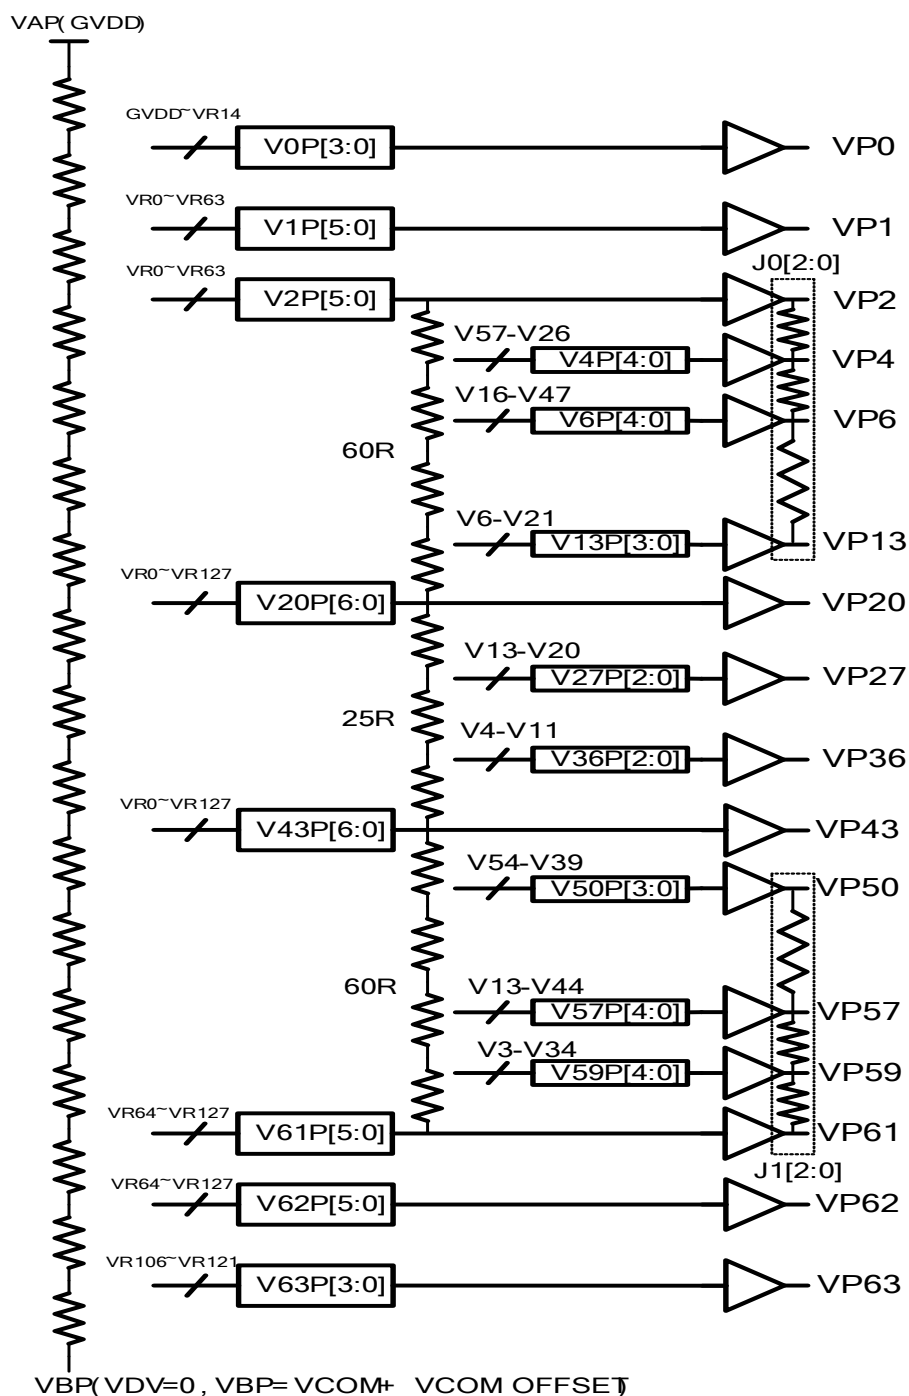 VAP(GVDD)
GVDD~VR14
V0P[3:0]
VP0
VR0~VR63
V1P[5:0]
VP1
J0[2:0]
VR0~VR63
V2P[5:0]
VP2
V57-V26
V4P[4:0]
VP4
V16-V47
V6P[4:0]
VP6
60R
V6-V21
V13P[3:0]
VP13
VR0~VR127
V20P[6:0]
VP20
V13-V20
V27P[2:0]
VP27
25R
V4-V11
V36P[2:0]
VP36
VR0~VR127
V43P[6:0]
VP43
V54-V39
V50P[3:0]
VP50
60R
V13-V44
V57P[4:0]
VP57
V3-V34
V59P[4:0]
VP59
VR64~VR127
V61P[5:0]
VP61
J1[2:0]
VR64~VR127
V62P[5:0]
VP62
VR106~VR121
V63P[3:0]
VP63
VBP(VDV=0, VBP=VCOM+ VCOM OFFSET)